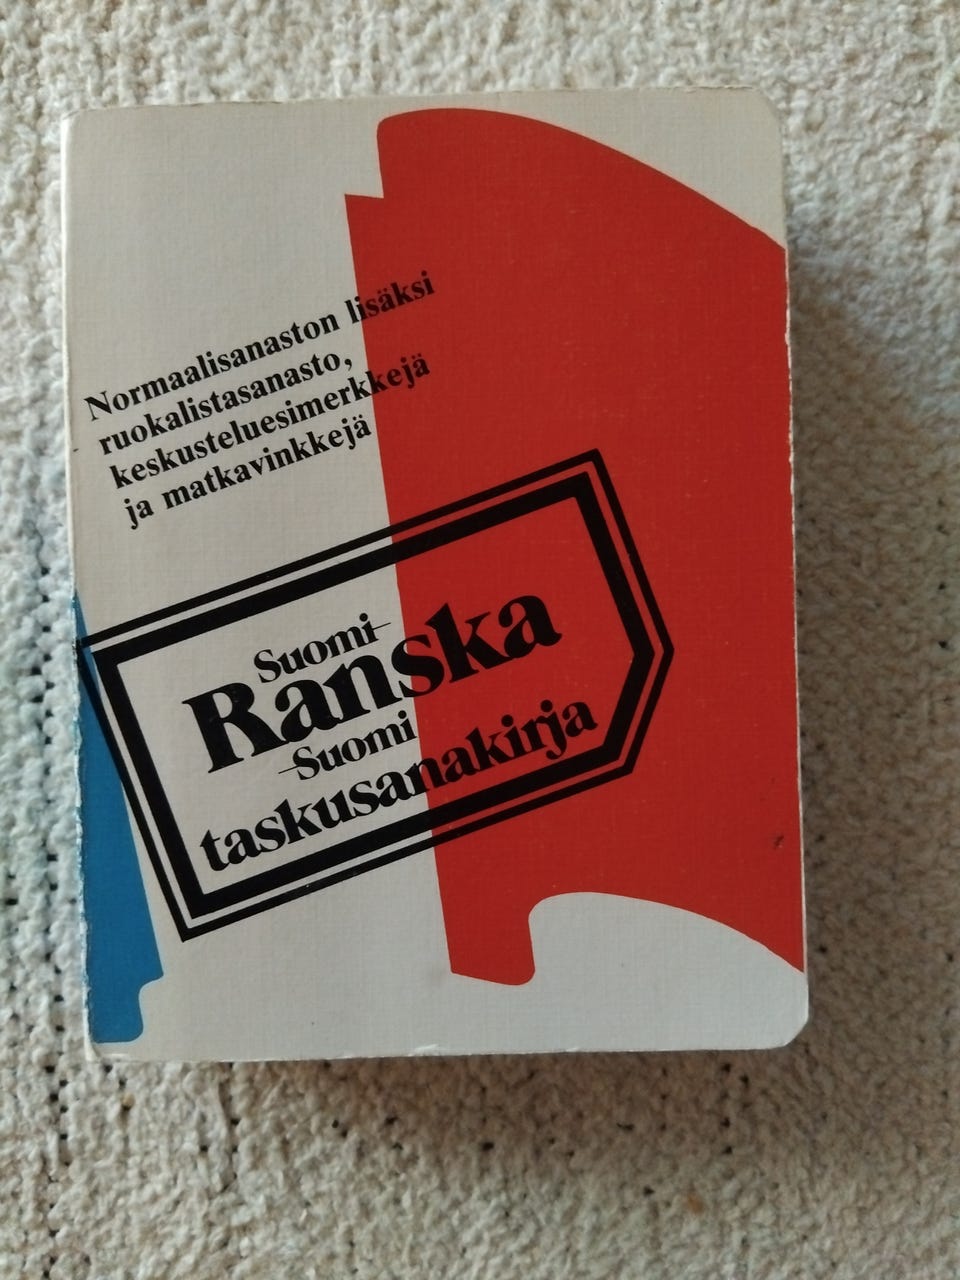 Normaalisanaston lisäksi
ruokalistasanasto,
keskusteluesimerkkejä
ja matkavinkkejä
Suomi-
Ranska
-Suomi
taskusanakirja